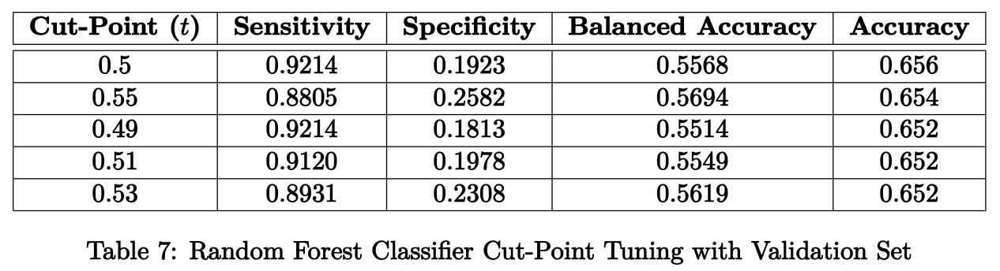 Cut-Point (t) Sensitivity Specificity Balanced Accuracy Accuracy
0.5 0.9214 0.1923 0.5568 0.656
0.55 0.8805 0.2582 0.5694 0.654
0.49 0.9214 0.1813 0.5514 0.652
0.51 0.9120 0.1978 0.5549 0.652
0.53 0.8931 0.2308 0.5619 0.652
Table 7: Random Forest Classifier Cut-Point Tuning with Validation Set